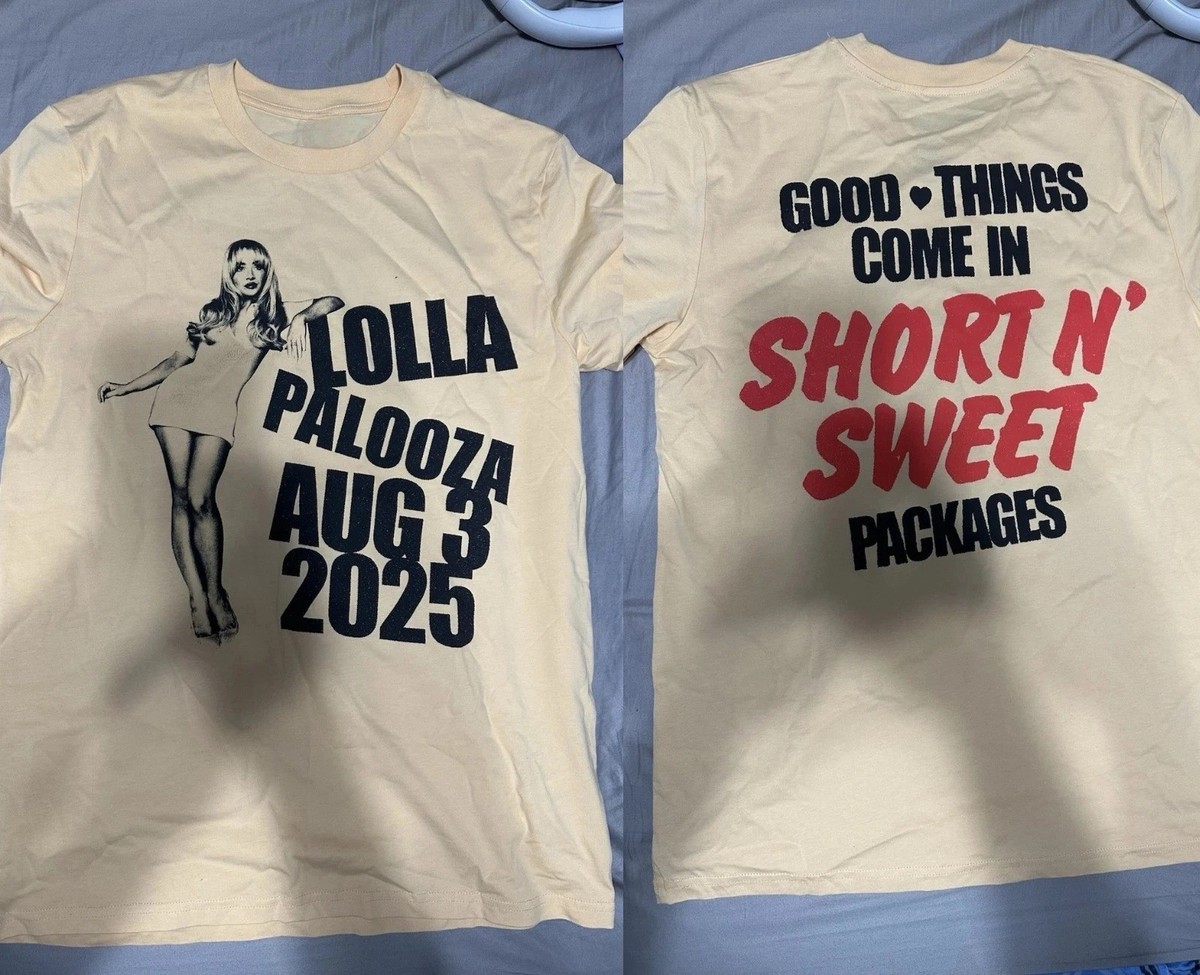 LOLLA
PALOOZA
AUG 3
2025
GOOD ♥ THINGS
COME IN
SHORT N'
SWEET
PACKAGES